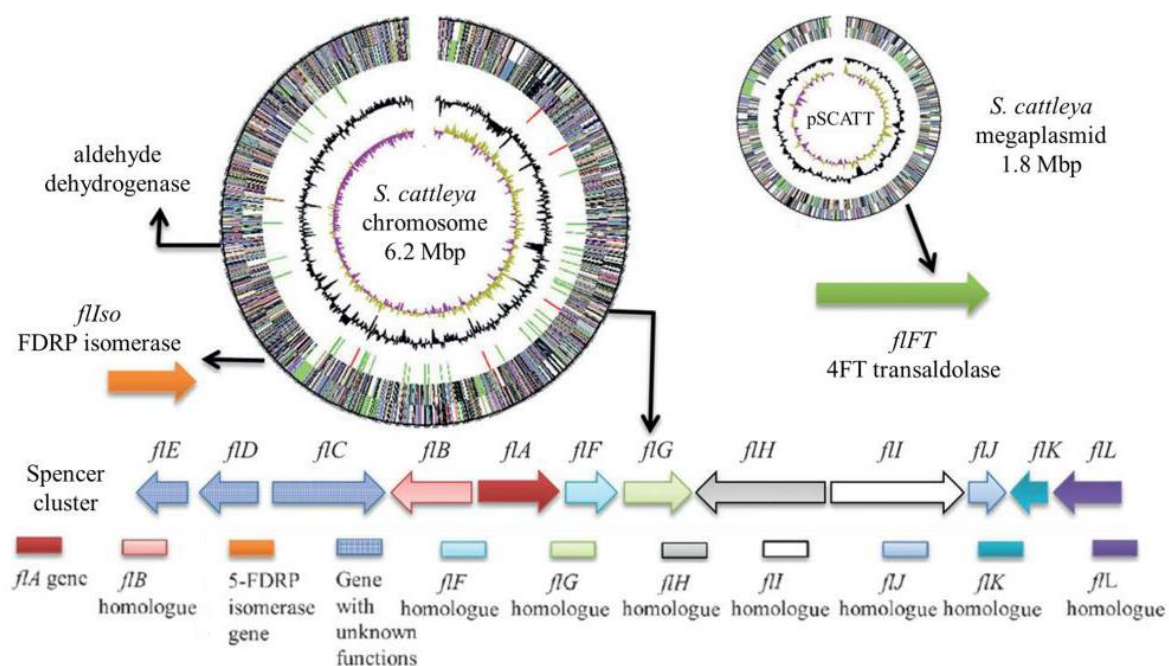 aldehyde
dehydrogenase
S. cattleya
chromosome
6.2 Mbp
pSCATT
S. cattleya
megaplasmid
1.8 Mbp
flIso
FDRP isomerase
flFT
4FT transaldolase
Spencer
cluster
flE flD flC flB flA flF flG flH flI flJ flK flL
flA gene
flB
homologue
5-FDRP
isomerase
gene
Gene
with
unknown
functions
flF
homologue
flG
homologue
flH
homologue
flI
homologue
flJ
homologue
flK
homologue
flL
homologue